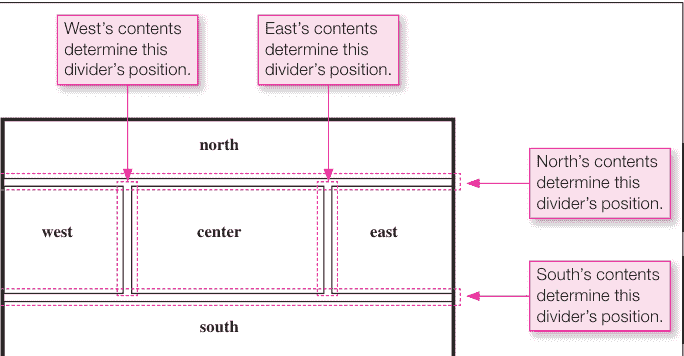 West’s contents
determine this
divider’s position.
East’s contents
determine this
divider’s position.
north
North’s contents
determine this
divider’s position.
west
center
east
South’s contents
determine this
divider’s position.
south